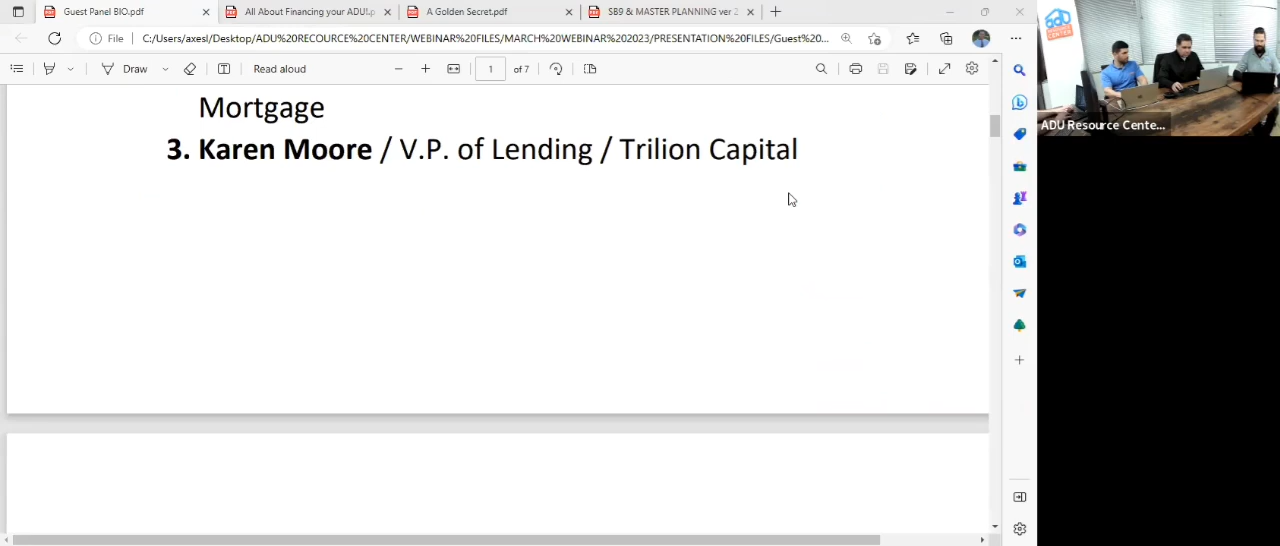 Guest Panel BIO.pdf
All About Financing your ADU!.p
A Golden Secret.pdf
SB9 & MASTER PLANNING ver 2
File
C:/Users/axesl/Desktop/ADU%20RECOURCE%20CENTER/WEBINAR%20FILES/MARCH%20WEBINAR%202023/PRESENTATION%20FILES/Guest%20...
Draw
Read aloud
1
of 7
Mortgage
3. Karen Moore / V.P. of Lending / Trilion Capital
adu
ADU Resource Cente...